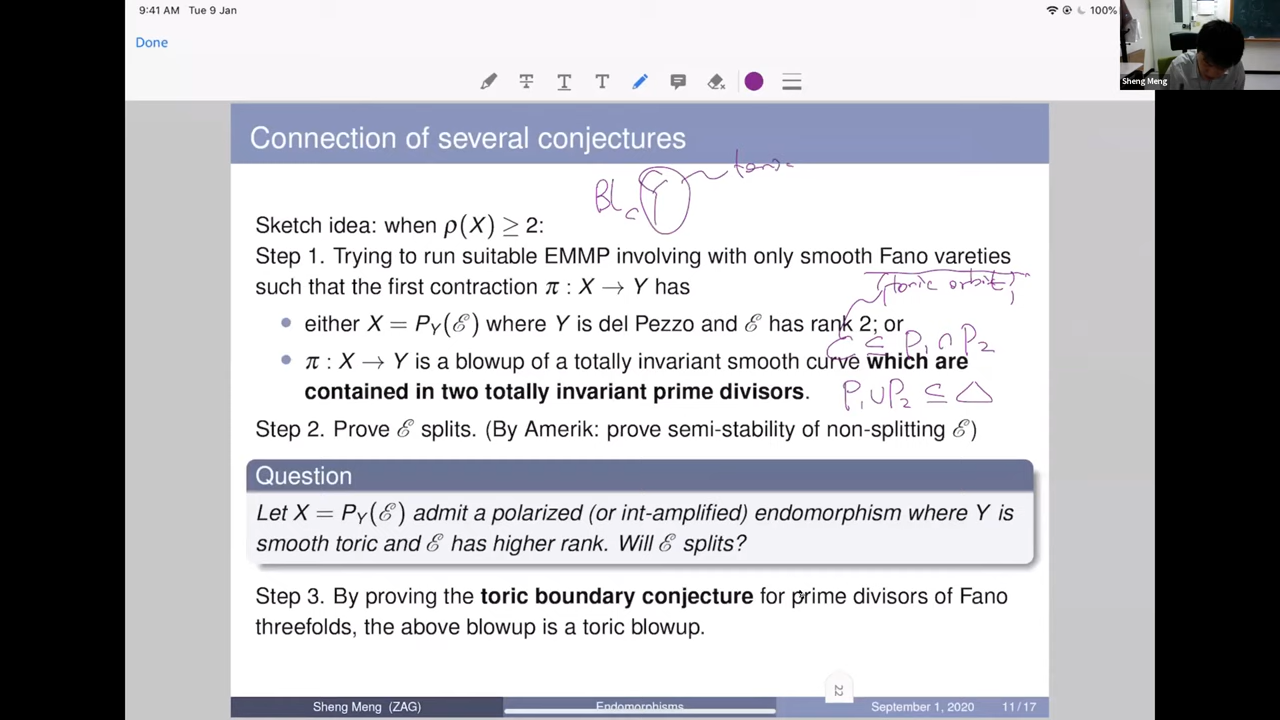 9:41 AM Tue 9 Jan
100%
Done
Sheng Meng
Connection of several conjectures
toric
Bl_C Y
Sketch idea: when ρ(X) ≥ 2:
Step 1. Trying to run suitable EMMP involving with only smooth Fano vareties
(toric orbit)
such that the first contraction π : X → Y has
• either X = P_Y(ℰ) where Y is del Pezzo and ℰ has rank 2; or
C ⊆ P₁ ∩ P₂
• π : X → Y is a blowup of a totally invariant smooth curve which are
contained in two totally invariant prime divisors.
P₁ ∪ P₂ ⊆ △
Step 2. Prove ℰ splits. (By Amerik: prove semi-stability of non-splitting ℰ)
Question
Let X = P_Y(ℰ) admit a polarized (or int-amplified) endomorphism where Y is
smooth toric and ℰ has higher rank. Will ℰ splits?
Step 3. By proving the toric boundary conjecture for prime divisors of Fano
threefolds, the above blowup is a toric blowup.
22
Sheng Meng (ZAG) Endomorphisms September 1, 2020 11 / 17